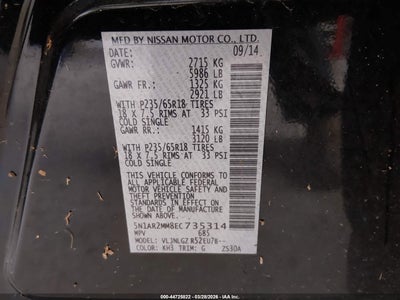 MFD BY NISSAN MOTOR CO., LTD.
DATE: 09/14
GVWR: 2715 KG
5986 LB
GAWR FR: 1325 KG
2921 LB
WITH P235/65R18 TIRES
18 X 7.5 RIMS AT 33 PSI
COLD SINGLE
GAWR RR: 1415 KG
3120 LB
WITH P235/65R18 TIRES
18 X 7.5 RIMS AT 33 PSI
COLD SINGLE
THIS VEHICLE CONFORMS TO ALL
APPLICABLE FEDERAL MOTOR
VEHICLE SAFETY AND THEFT
PREVENTION STANDARDS IN
EFFECT ON THE DATE OF
MANUFACTURE SHOWN ABOVE.
5N1AR2MM8EC735314
MPV 685
MODEL:
COLOR: KH3 TRIM: G
ID: 44725822 | 03/28/2026 - IAA